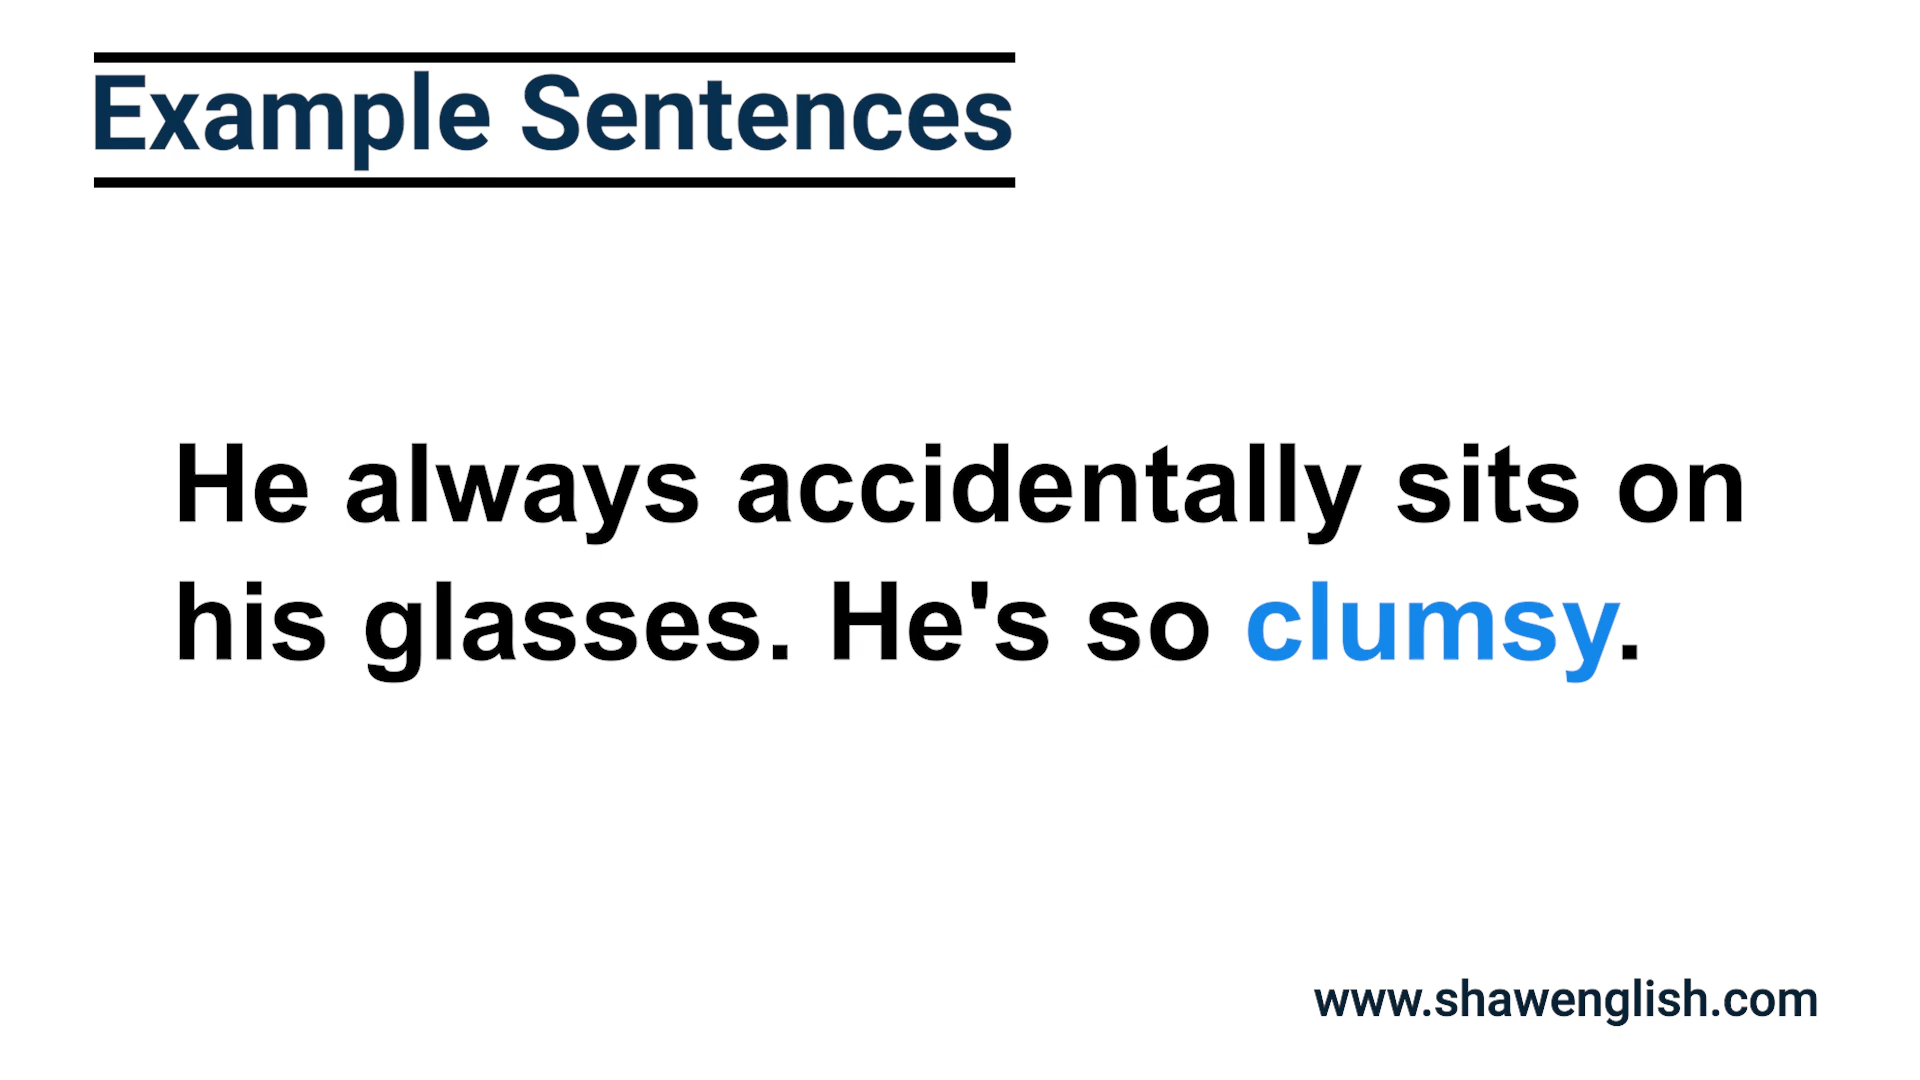 Example Sentences
He always accidentally sits on
his glasses. He's so clumsy.
www.shawenglish.com